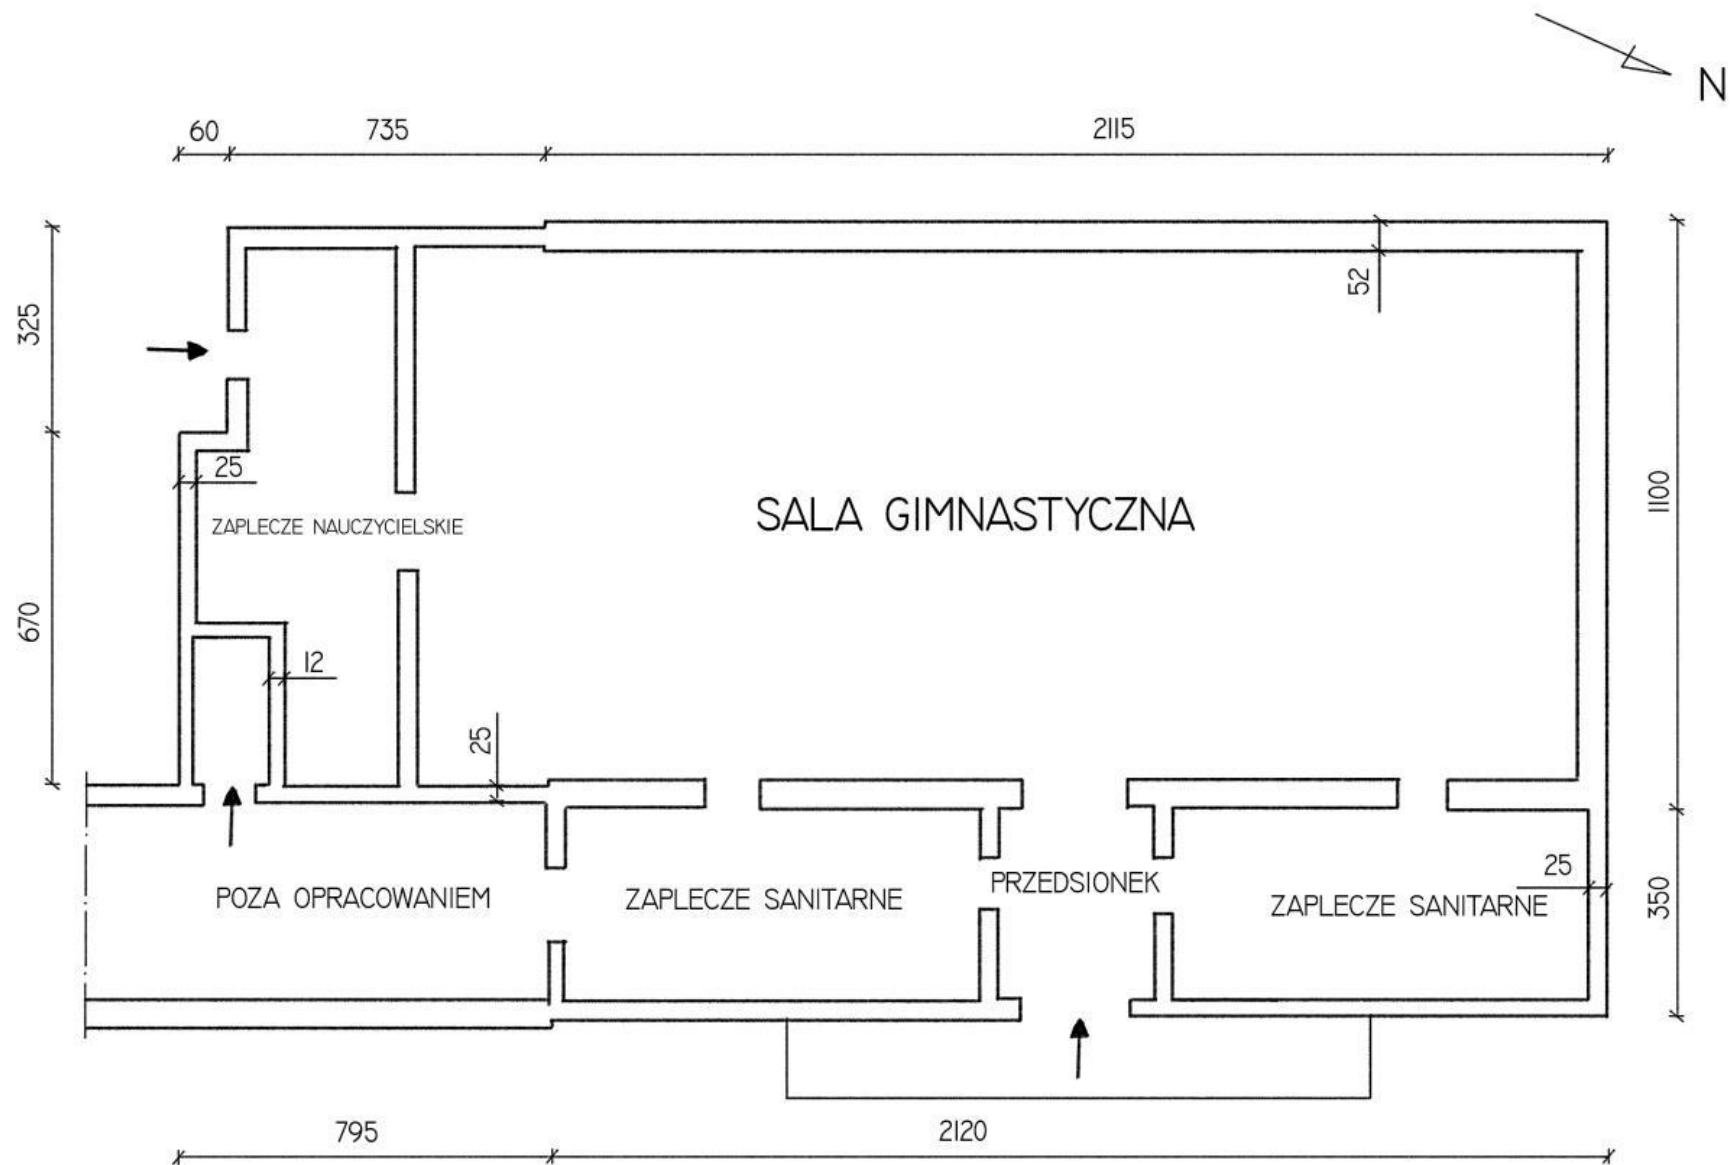 N
60
735
2115
325
52
1100
25
ZAPLECZE NAUCZYCIELSKIE
SALA GIMNASTYCZNA
670
12
25
POZA OPRACOWANIEM
ZAPLECZE SANITARNE
PRZEDSIONEK
25
ZAPLECZE SANITARNE
350
795
2120